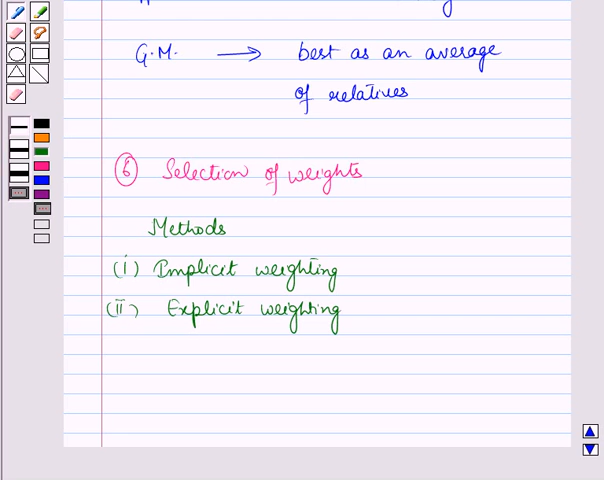 G.M. → best as an average
of relatives
⑥ Selection of weights
Methods
(i) Implicit weighting
(ii) Explicit weighting